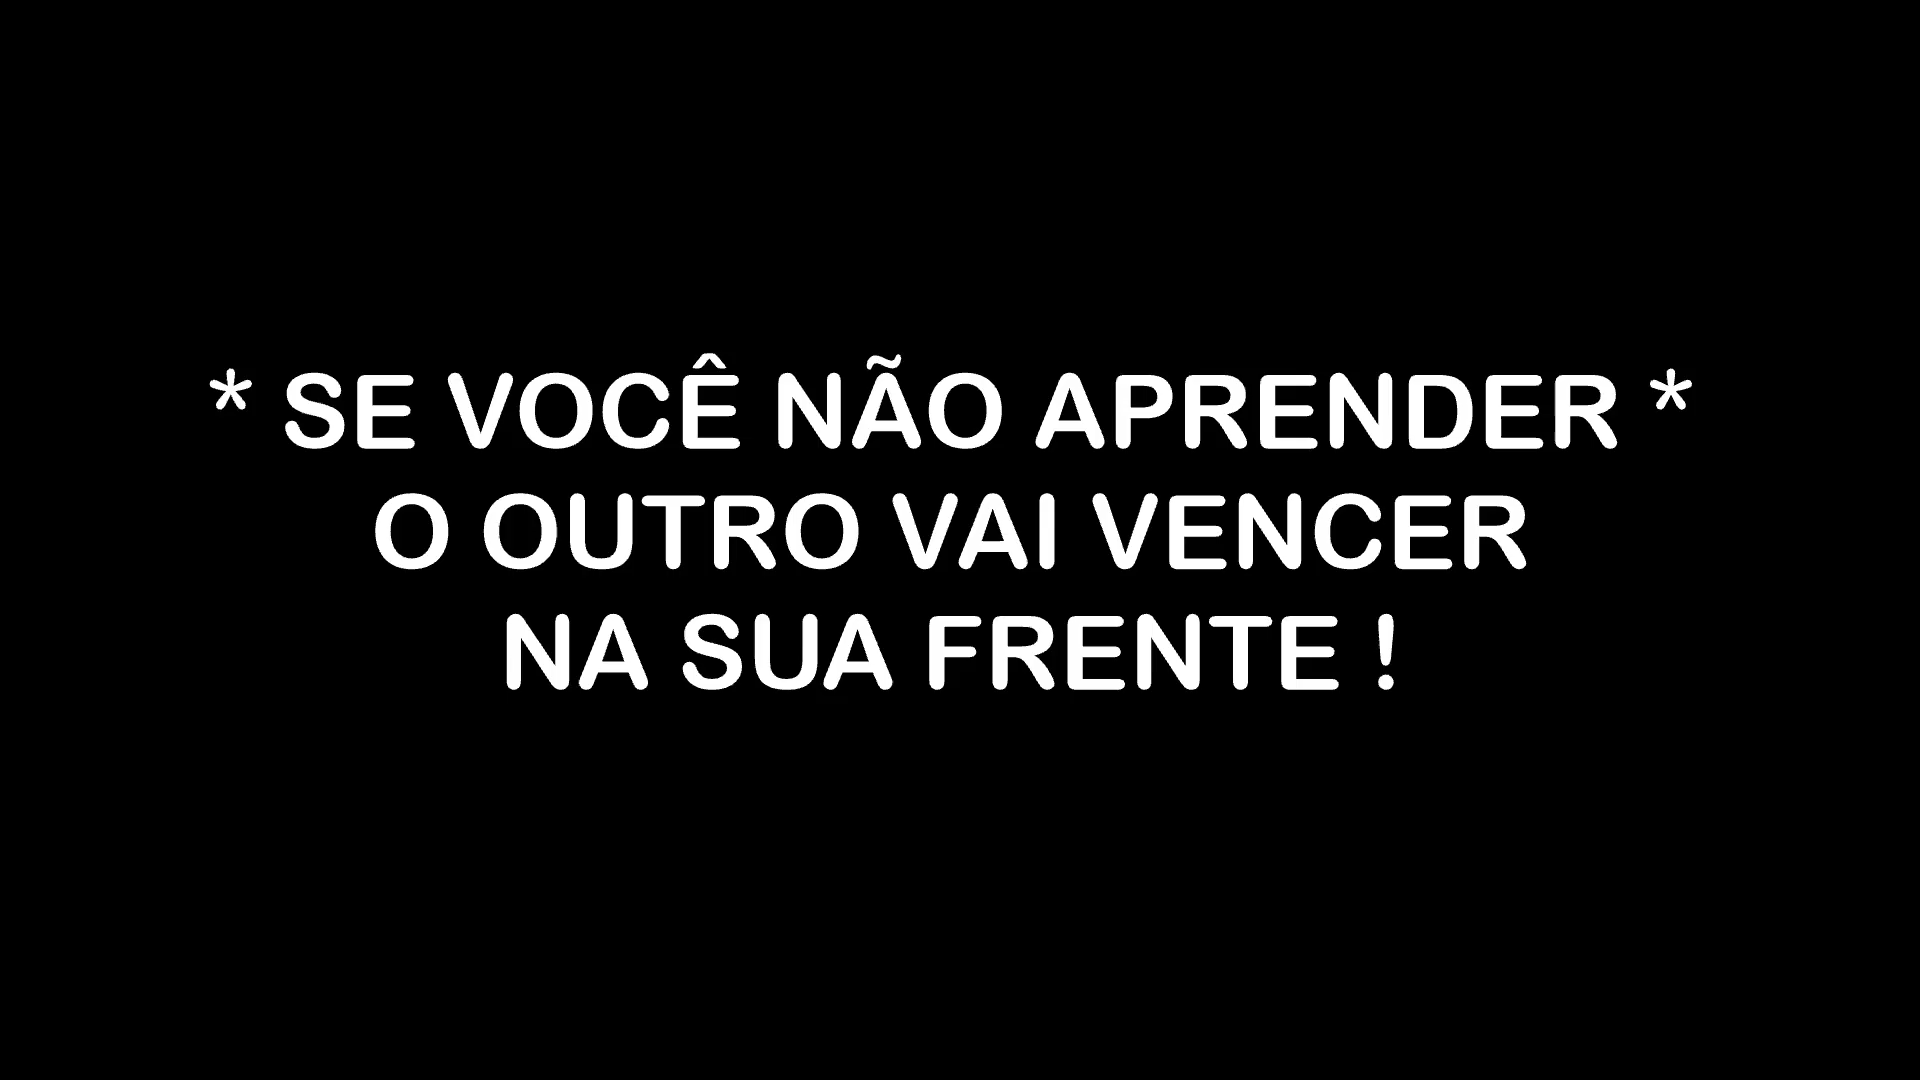 * SE VOCÊ NÃO APRENDER *
O OUTRO VAI VENCER
NA SUA FRENTE !